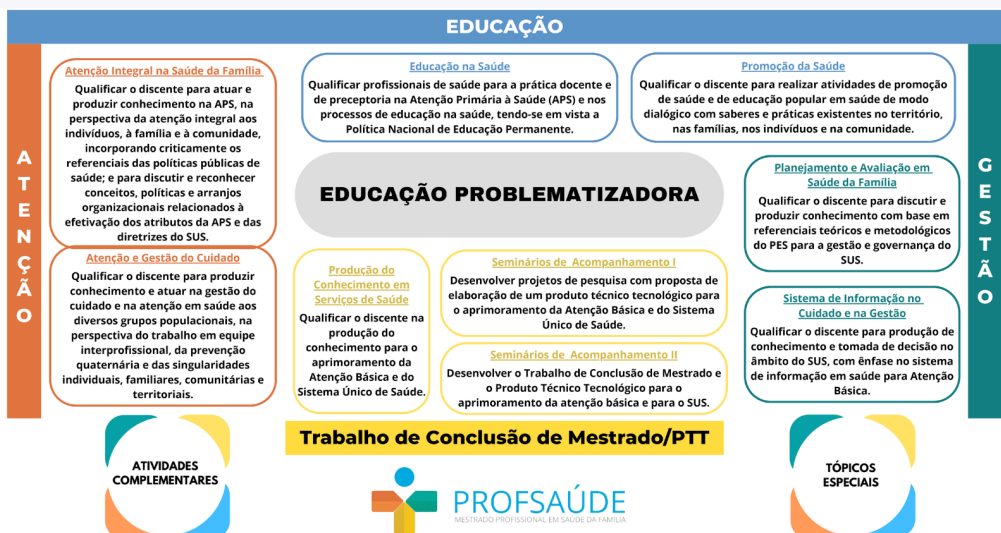 EDUCAÇÃO
ATENÇÃO
Atenção Integral na Saúde da Família
Qualificar o discente para atuar e
produzir conhecimento na APS, na
perspectiva da atenção integral aos
indivíduos, à família e à comunidade,
incorporando criticamente os
referenciais das políticas públicas de
saúde; e para discutir e reconhecer
conceitos, políticas e arranjos
organizacionais relacionados à
efetivação dos atributos da APS e das
diretrizes do SUS.
Atenção e Gestão do Cuidado
Qualificar o discente para produzir
conhecimento e atuar na gestão do
cuidado e na atenção em saúde aos
diversos grupos populacionais, na
perspectiva do trabalho em equipe
interprofissional, da prevenção
quaternária e das singularidades
individuais, familiares, comunitárias e
territoriais.
Educação na Saúde
Qualificar profissionais de saúde para a prática docente e
de preceptoria na Atenção Primária à Saúde (APS) e nos
processos de educação na saúde, tendo-se em vista a
Política Nacional de Educação Permanente.
Promoção da Saúde
Qualificar o discente para realizar atividades de promoção
de saúde e de educação popular em saúde de modo
dialógico com saberes e práticas existentes no território,
nas famílias, nos indivíduos e na comunidade.
EDUCAÇÃO PROBLEMATIZADORA
Produção do
Conhecimento em
Serviços de Saúde
Qualificar o discente na
produção do
conhecimento para o
aprimoramento da
Atenção Básica e do
Sistema Único de Saúde.
Seminários de Acompanhamento I
Desenvolver projetos de pesquisa com proposta de
elaboração de um produto técnico tecnológico para
o aprimoramento da Atenção Básica e do Sistema
Único de Saúde.
Seminários de Acompanhamento II
Desenvolver o Trabalho de Conclusão de Mestrado e
o Produto Técnico Tecnológico para o
aprimoramento da atenção básica e para o SUS.
Planejamento e Avaliação em
Saúde da Família
Qualificar o discente para discutir e
produzir conhecimento com base em
referenciais teóricos e metodológicos
do PES para a gestão e governança do
SUS.
Sistema de Informação no
Cuidado e na Gestão
Qualificar o discente para produção de
conhecimento e tomada de decisão no
âmbito do SUS, com ênfase no sistema
de informação em saúde para Atenção
Básica.
GESTÃO
Trabalho de Conclusão de Mestrado/PTT
ATIVIDADES
COMPLEMENTARES
PROFSAÚDE
MESTRADO PROFISSIONAL EM SAÚDE DA FAMÍLIA
TÓPICOS
ESPECIAIS